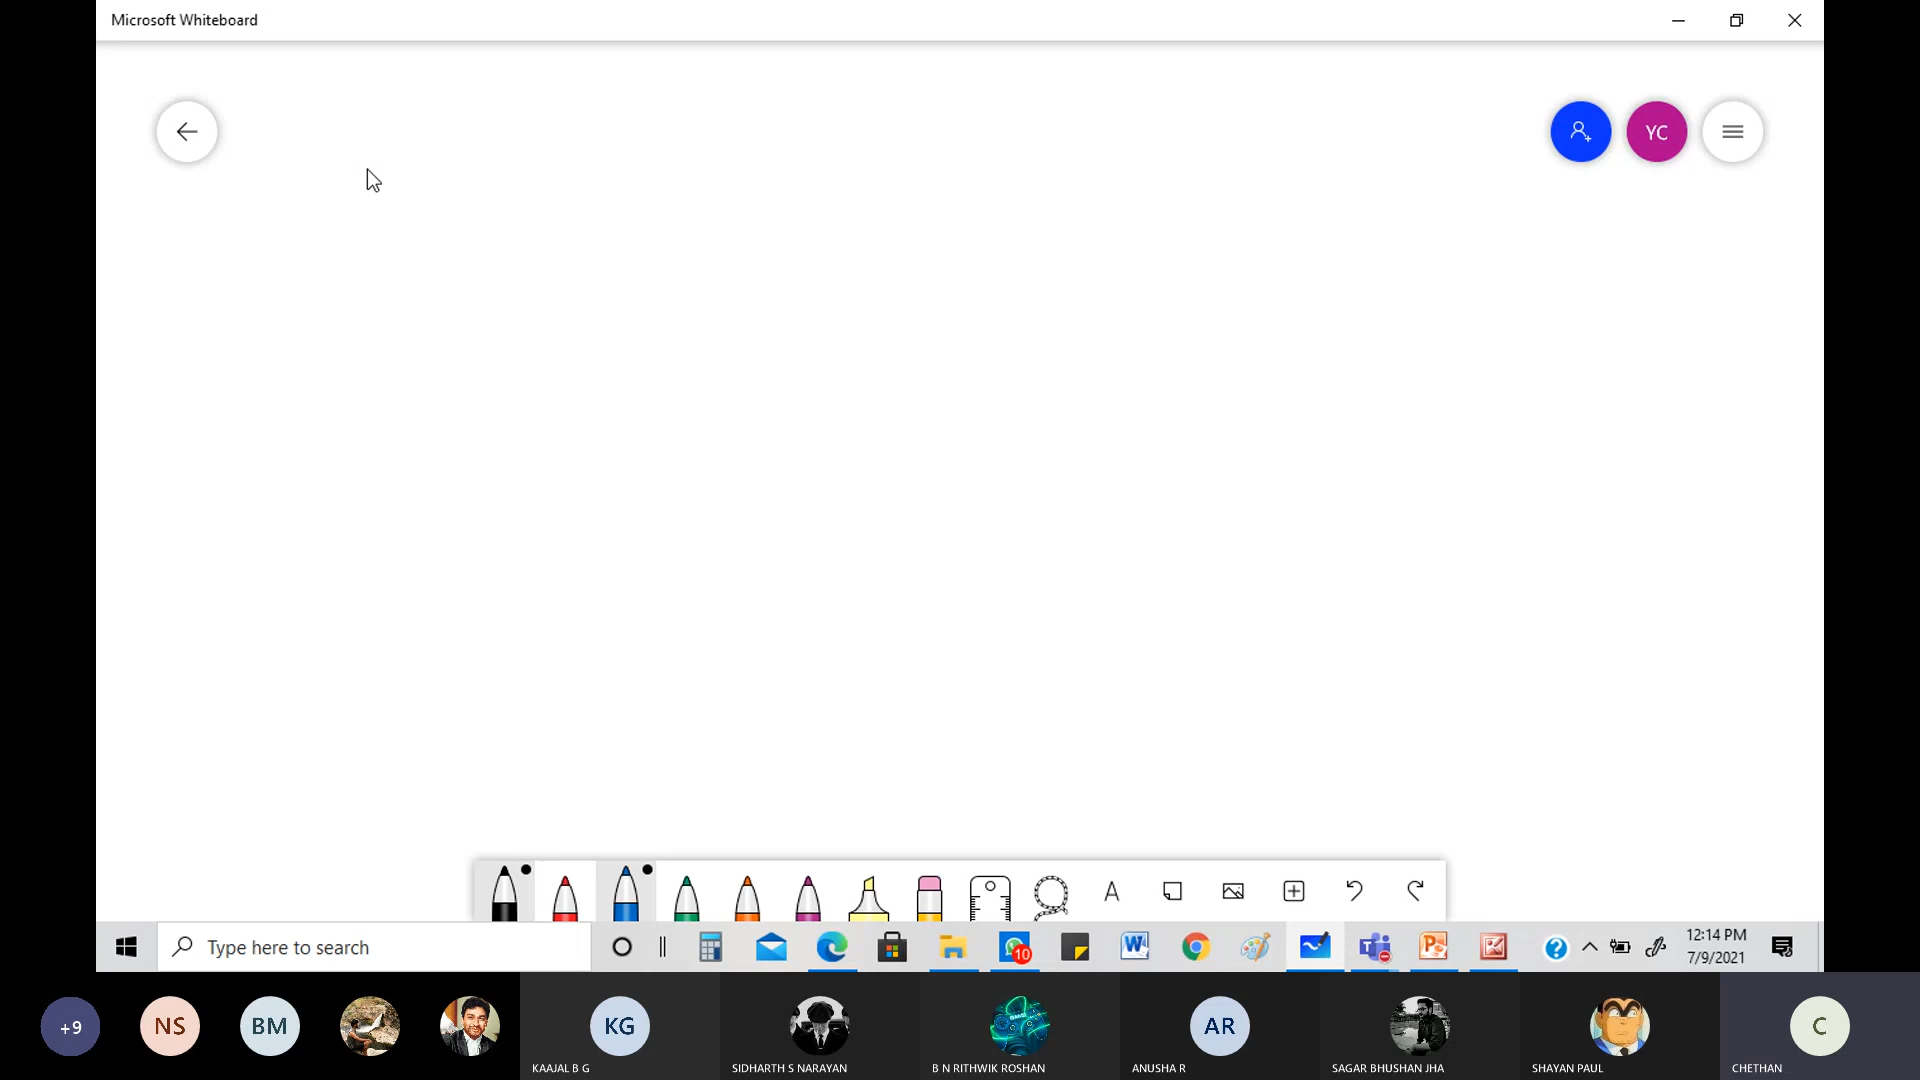 Microsoft Whiteboard
YC
A
Type here to search
10
12:14 PM
7/9/2021
+9
NS
BM
KG
AR
C
KAAJAL B G
SIDHARTH S NARAYAN
B N RITHWIK ROSHAN
ANUSHA R
SAGAR BHUSHAN JHA
SHAYAN PAUL
CHETHAN